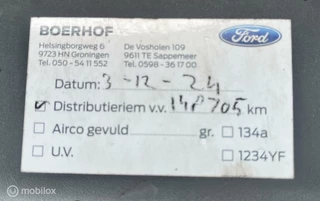 BOERHOF
Ford
Helsingborgweg 6 De Vosholen 109
9723 HN Groningen 9611 TE Sappemeer
Tel. 050 - 54 11 552 Tel. 0598 - 36 17 00
Datum: 3-12-24
Distributieriem v.v. 148705 km
Airco gevuld gr. 134a
U.V. 1234YF
mobilox